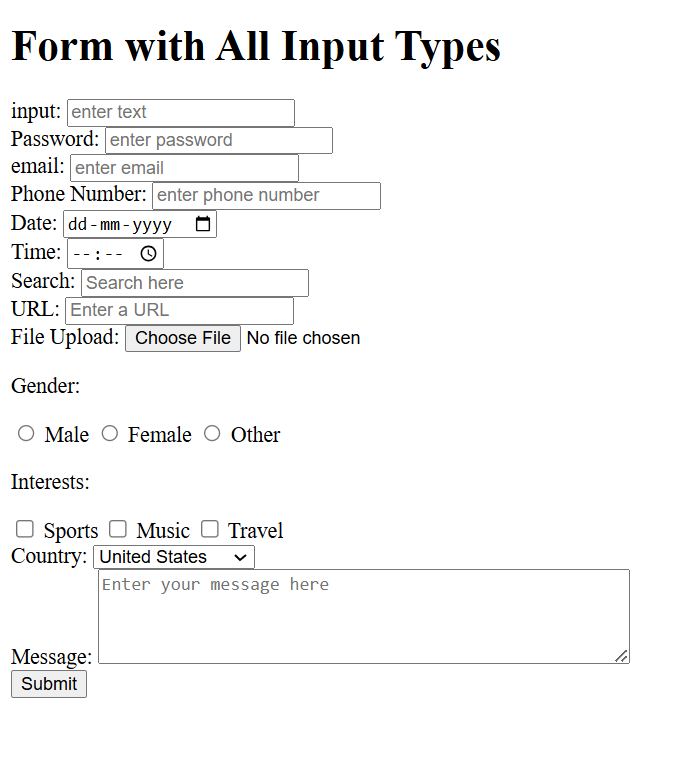 Form with All Input Types
input: enter text
Password: enter password
email: enter email
Phone Number: enter phone number
Date: dd-mm-yyyy
Time: --:--
Search: Search here
URL: Enter a URL
File Upload: Choose File No file chosen
Gender:
Male Female Other
Interests:
Sports Music Travel
Country: United States
Enter your message here
Message:
Submit